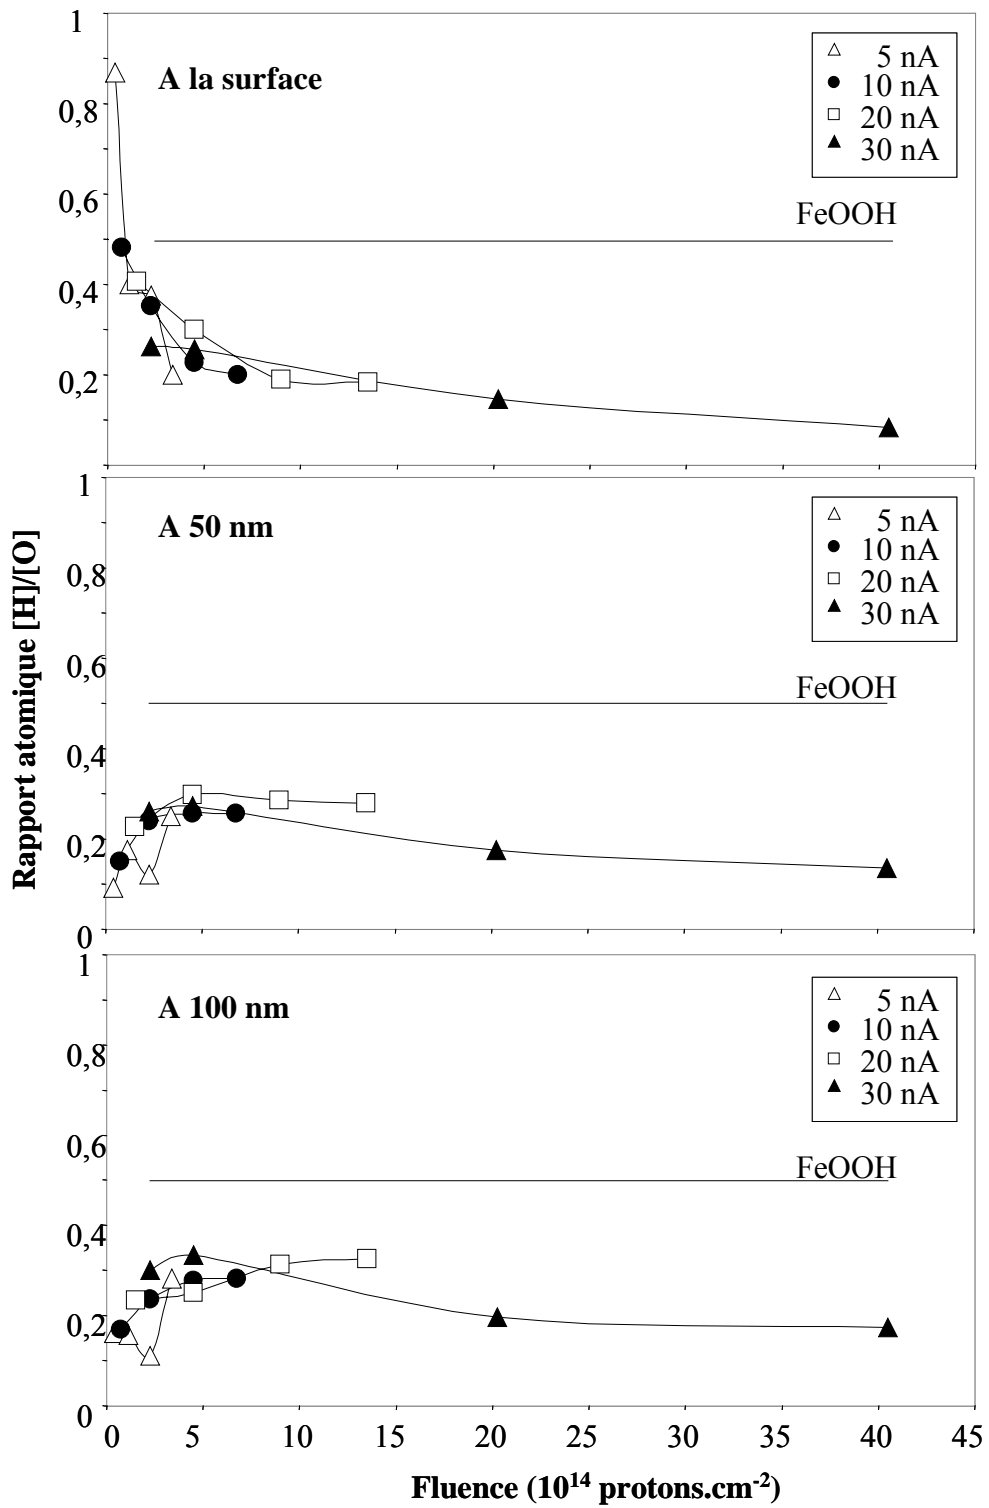 1
A la surface
5 nA
10 nA
20 nA
30 nA
0,8
0,6
FeOOH
0,4
0,2
1
A 50 nm
5 nA
10 nA
20 nA
30 nA
0,8
0,6
FeOOH
0,4
0,2
0
Rapport atomique [H]/[O]
1
A 100 nm
5 nA
10 nA
20 nA
30 nA
0,8
0,6
FeOOH
0,4
0,2
0
0 5 10 20 25 30 35 40 45
Fluence (10¹⁴ protons.cm⁻²)